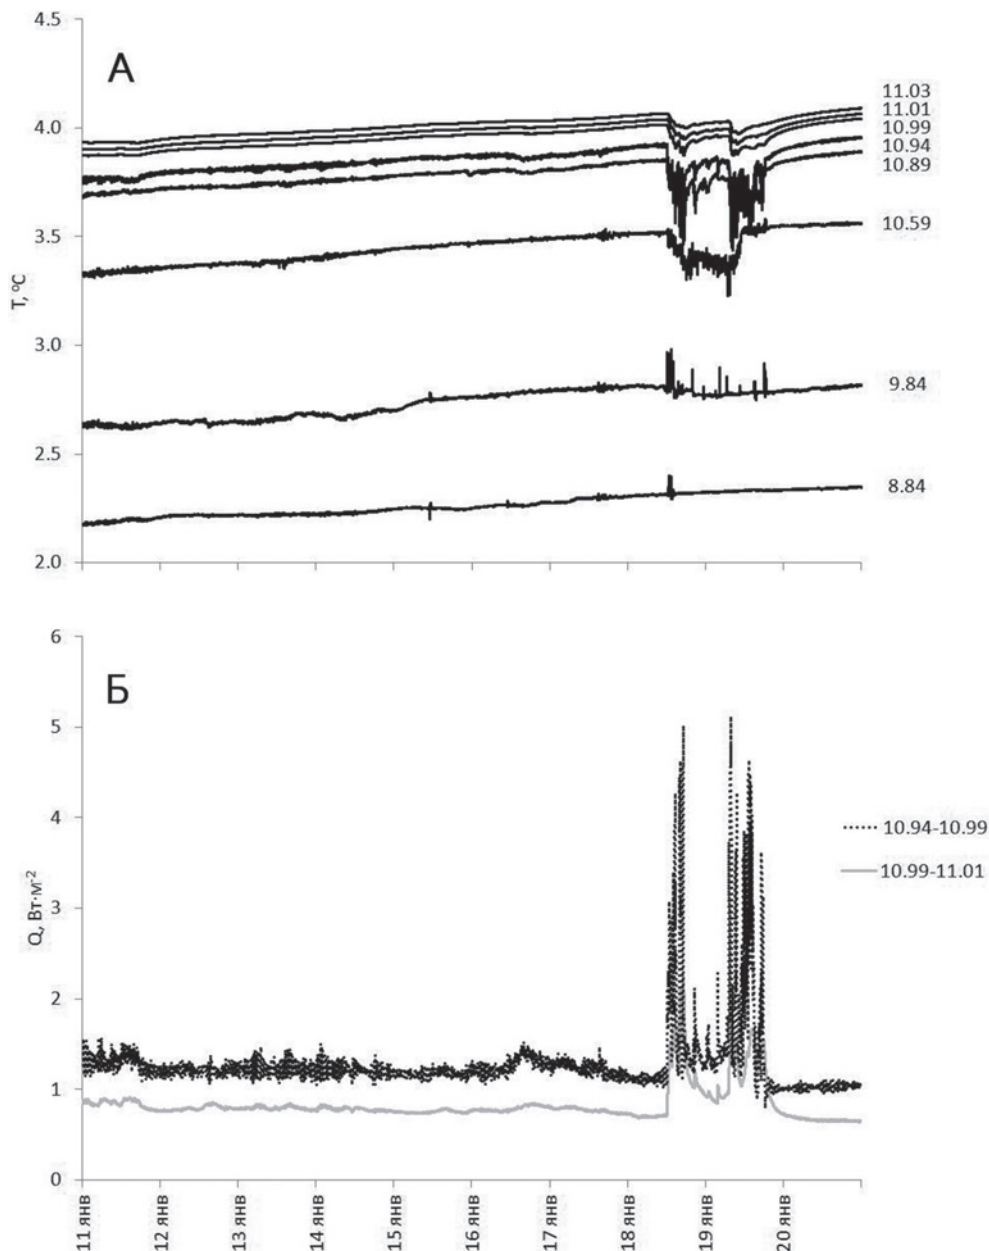 А
4.5
4.0
3.5
3.0
2.5
2.0
T, ºC
11.03
11.01
10.99
10.94
10.89
10.59
9.84
8.84
Б
6
5
4
3
2
1
0
Q, Вт·м⁻²
10.94-10.99
10.99-11.01
11 ЯНВ
12 ЯНВ
13 ЯНВ
14 ЯНВ
15 ЯНВ
16 ЯНВ
17 ЯНВ
18 ЯНВ
19 ЯНВ
20 ЯНВ